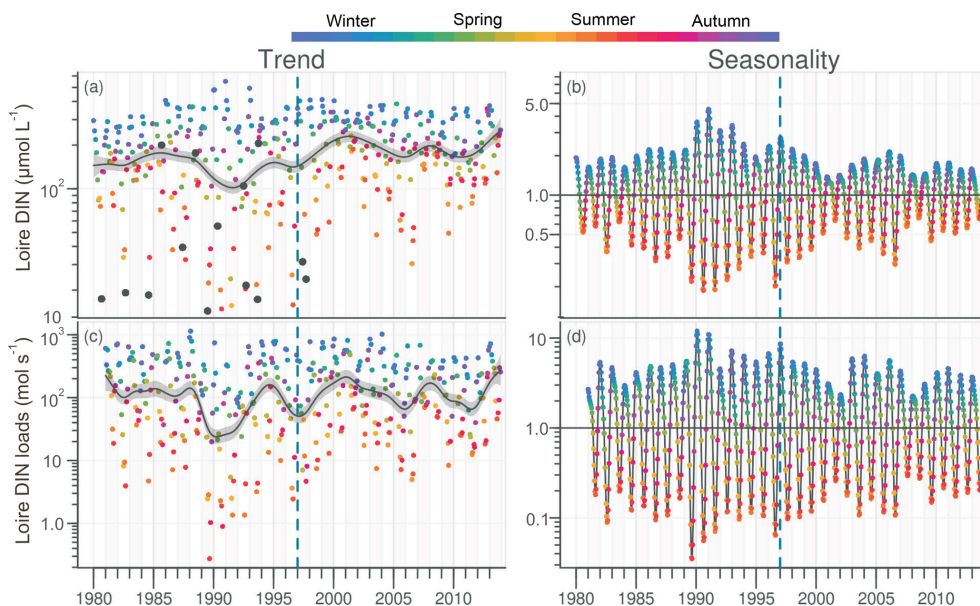 Winter Spring Summer Autumn
Trend Seasonality
(a) (b)
Loire DIN (μmol L⁻¹)
10²
10
5.0
1.0
0.5
(c) (d)
Loire DIN loads (mol s⁻¹)
10³
10²
10
1.0
10
1.0
0.1
1980 1985 1990 1995 2000 2005 2010
1980 1985 1990 1995 2000 2005 2010